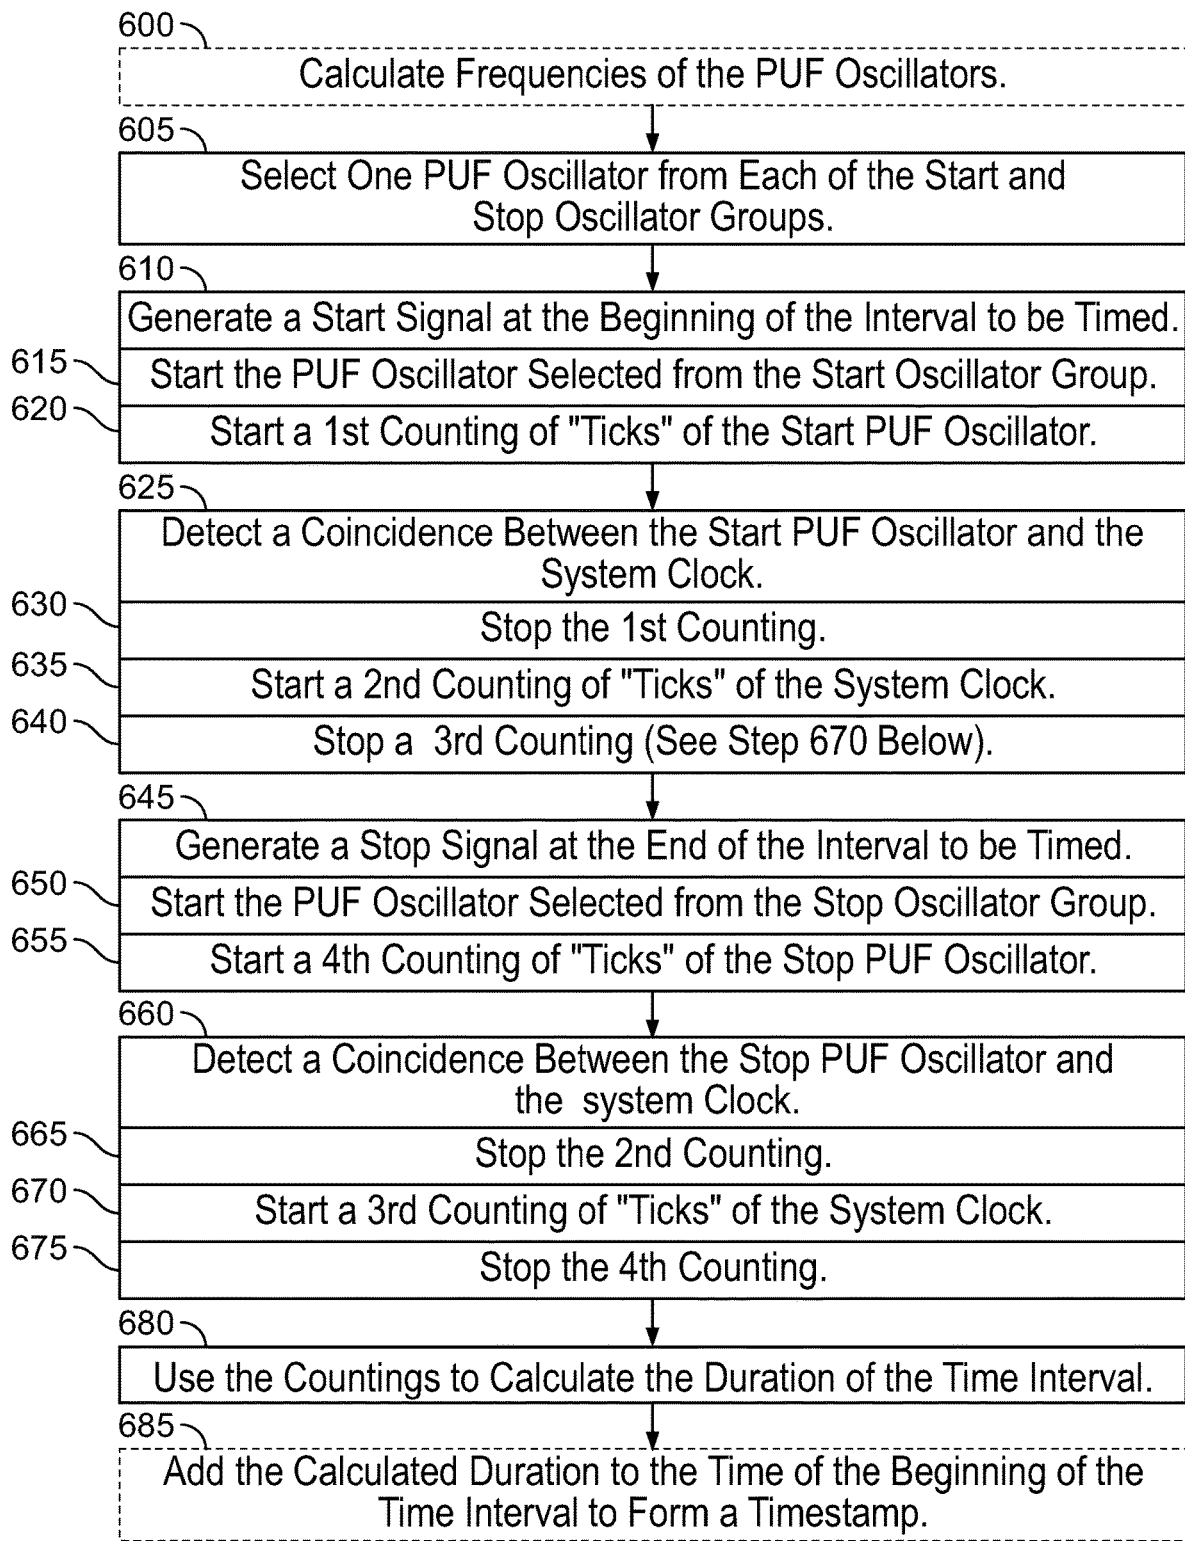 600
Calculate Frequencies of the PUF Oscillators.
605
Select One PUF Oscillator from Each of the Start and
Stop Oscillator Groups.
610
Generate a Start Signal at the Beginning of the Interval to be Timed.
615
Start the PUF Oscillator Selected from the Start Oscillator Group.
620
Start a 1st Counting of "Ticks" of the Start PUF Oscillator.
625
Detect a Coincidence Between the Start PUF Oscillator and the
System Clock.
630
Stop the 1st Counting.
635
Start a 2nd Counting of "Ticks" of the System Clock.
640
Stop a 3rd Counting (See Step 670 Below).
645
Generate a Stop Signal at the End of the Interval to be Timed.
650
Start the PUF Oscillator Selected from the Stop Oscillator Group.
655
Start a 4th Counting of "Ticks" of the Stop PUF Oscillator.
660
Detect a Coincidence Between the Stop PUF Oscillator and
the system Clock.
665
Stop the 2nd Counting.
670
Start a 3rd Counting of "Ticks" of the System Clock.
675
Stop the 4th Counting.
680
Use the Countings to Calculate the Duration of the Time Interval.
685
Add the Calculated Duration to the Time of the Beginning of the
Time Interval to Form a Timestamp.